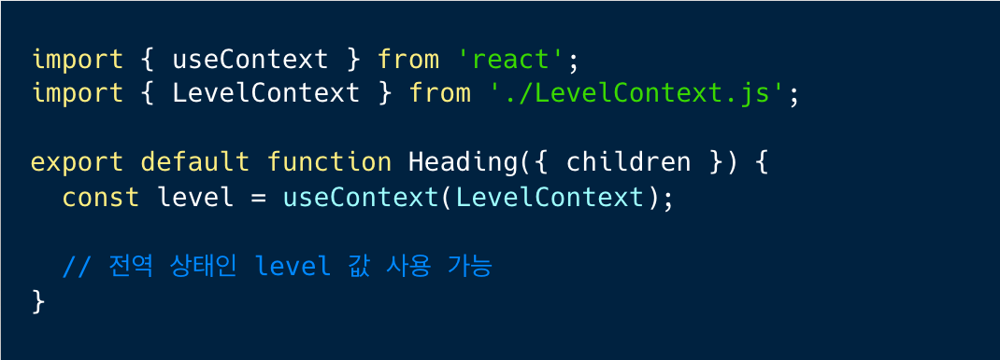 import { useContext } from 'react';
import { LevelContext } from './LevelContext.js';
export default function Heading({ children }) {
const level = useContext(LevelContext);
// 전역 상태인 level 값 사용 가능
}